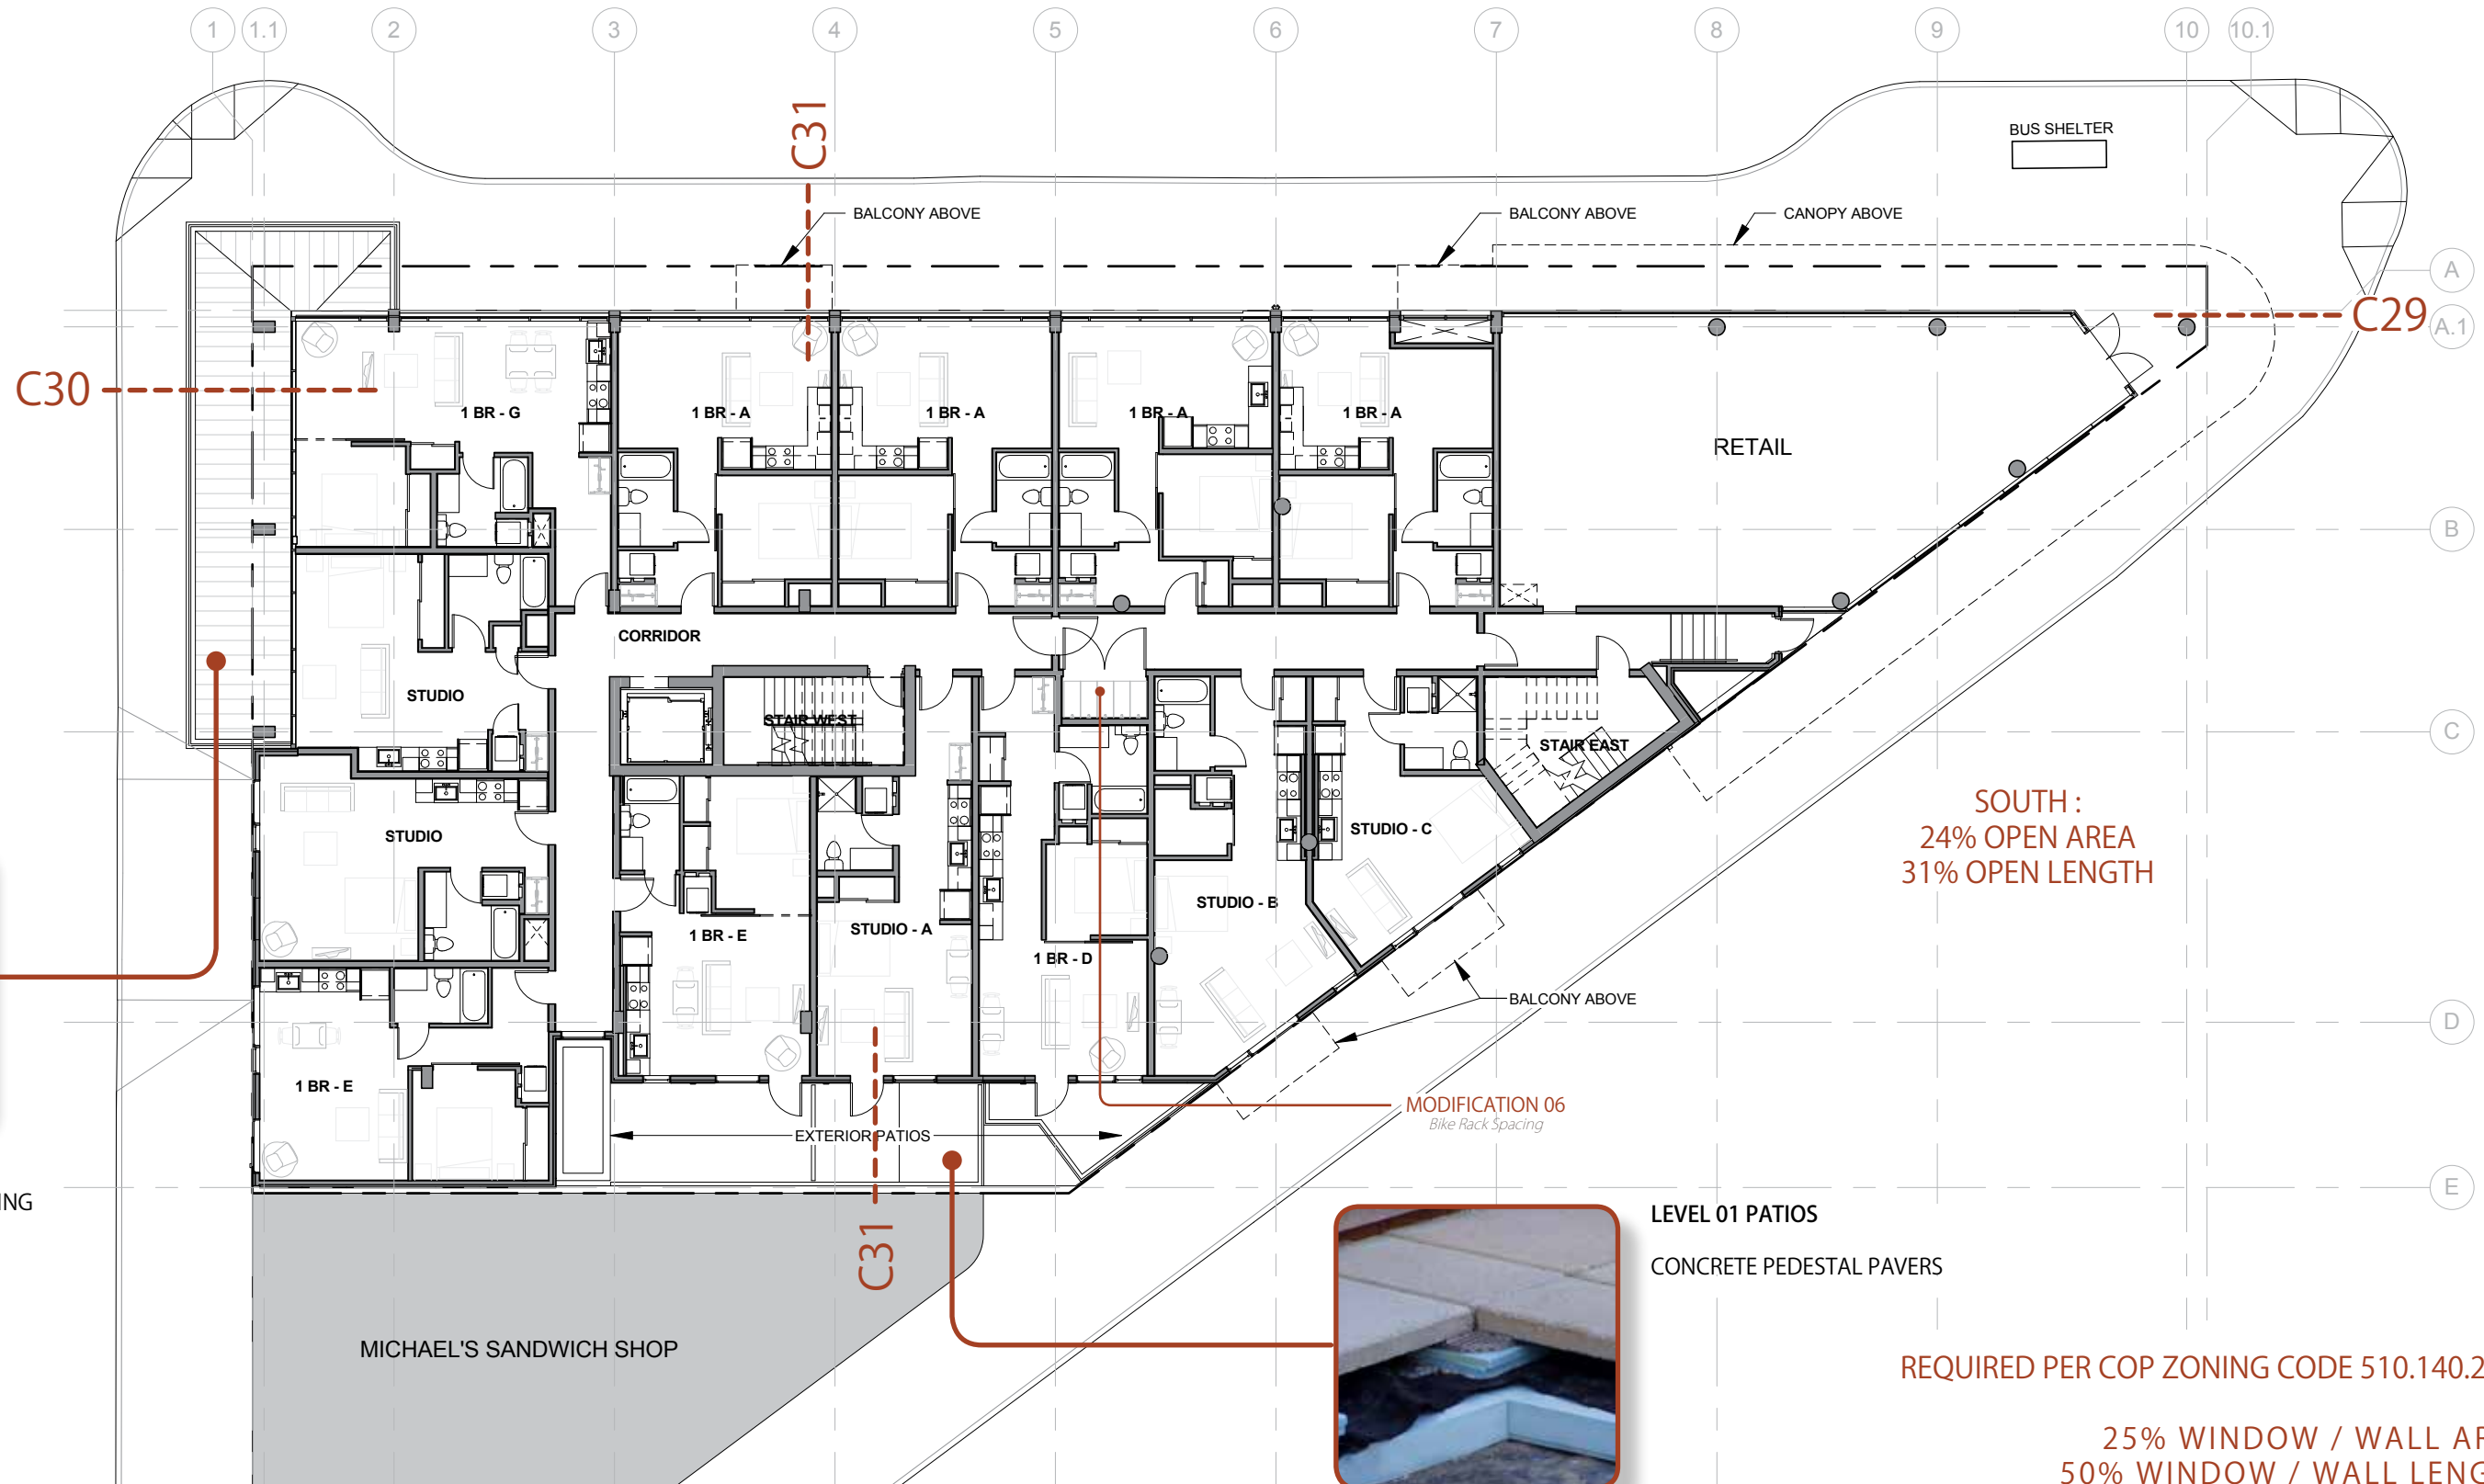 1
1.1
2
3
4
5
6
7
8
9
10
10.1
C31
BUS SHELTER
BALCONY ABOVE
BALCONY ABOVE
CANOPY ABOVE
A
C29
A.1
C30
1 BR - G
1 BR - A
1 BR - A
1 BR - A
1 BR - A
RETAIL
B
CORRIDOR
STUDIO
STAIR WEST
STAIR EAST
C
SOUTH :
24% OPEN AREA
31% OPEN LENGTH
STUDIO
STUDIO - C
STUDIO - B
STUDIO - A
1 BR - E
1 BR - D
BALCONY ABOVE
D
1 BR - E
MODIFICATION 06
Bike Rack Spacing
EXTERIOR PATIOS
E
LEVEL 01 PATIOS
CONCRETE PEDESTAL PAVERS
C31
MICHAEL'S SANDWICH SHOP
REQUIRED PER COP ZONING CODE 510.140.2
25% WINDOW / WALL
50% WINDOW / WALL